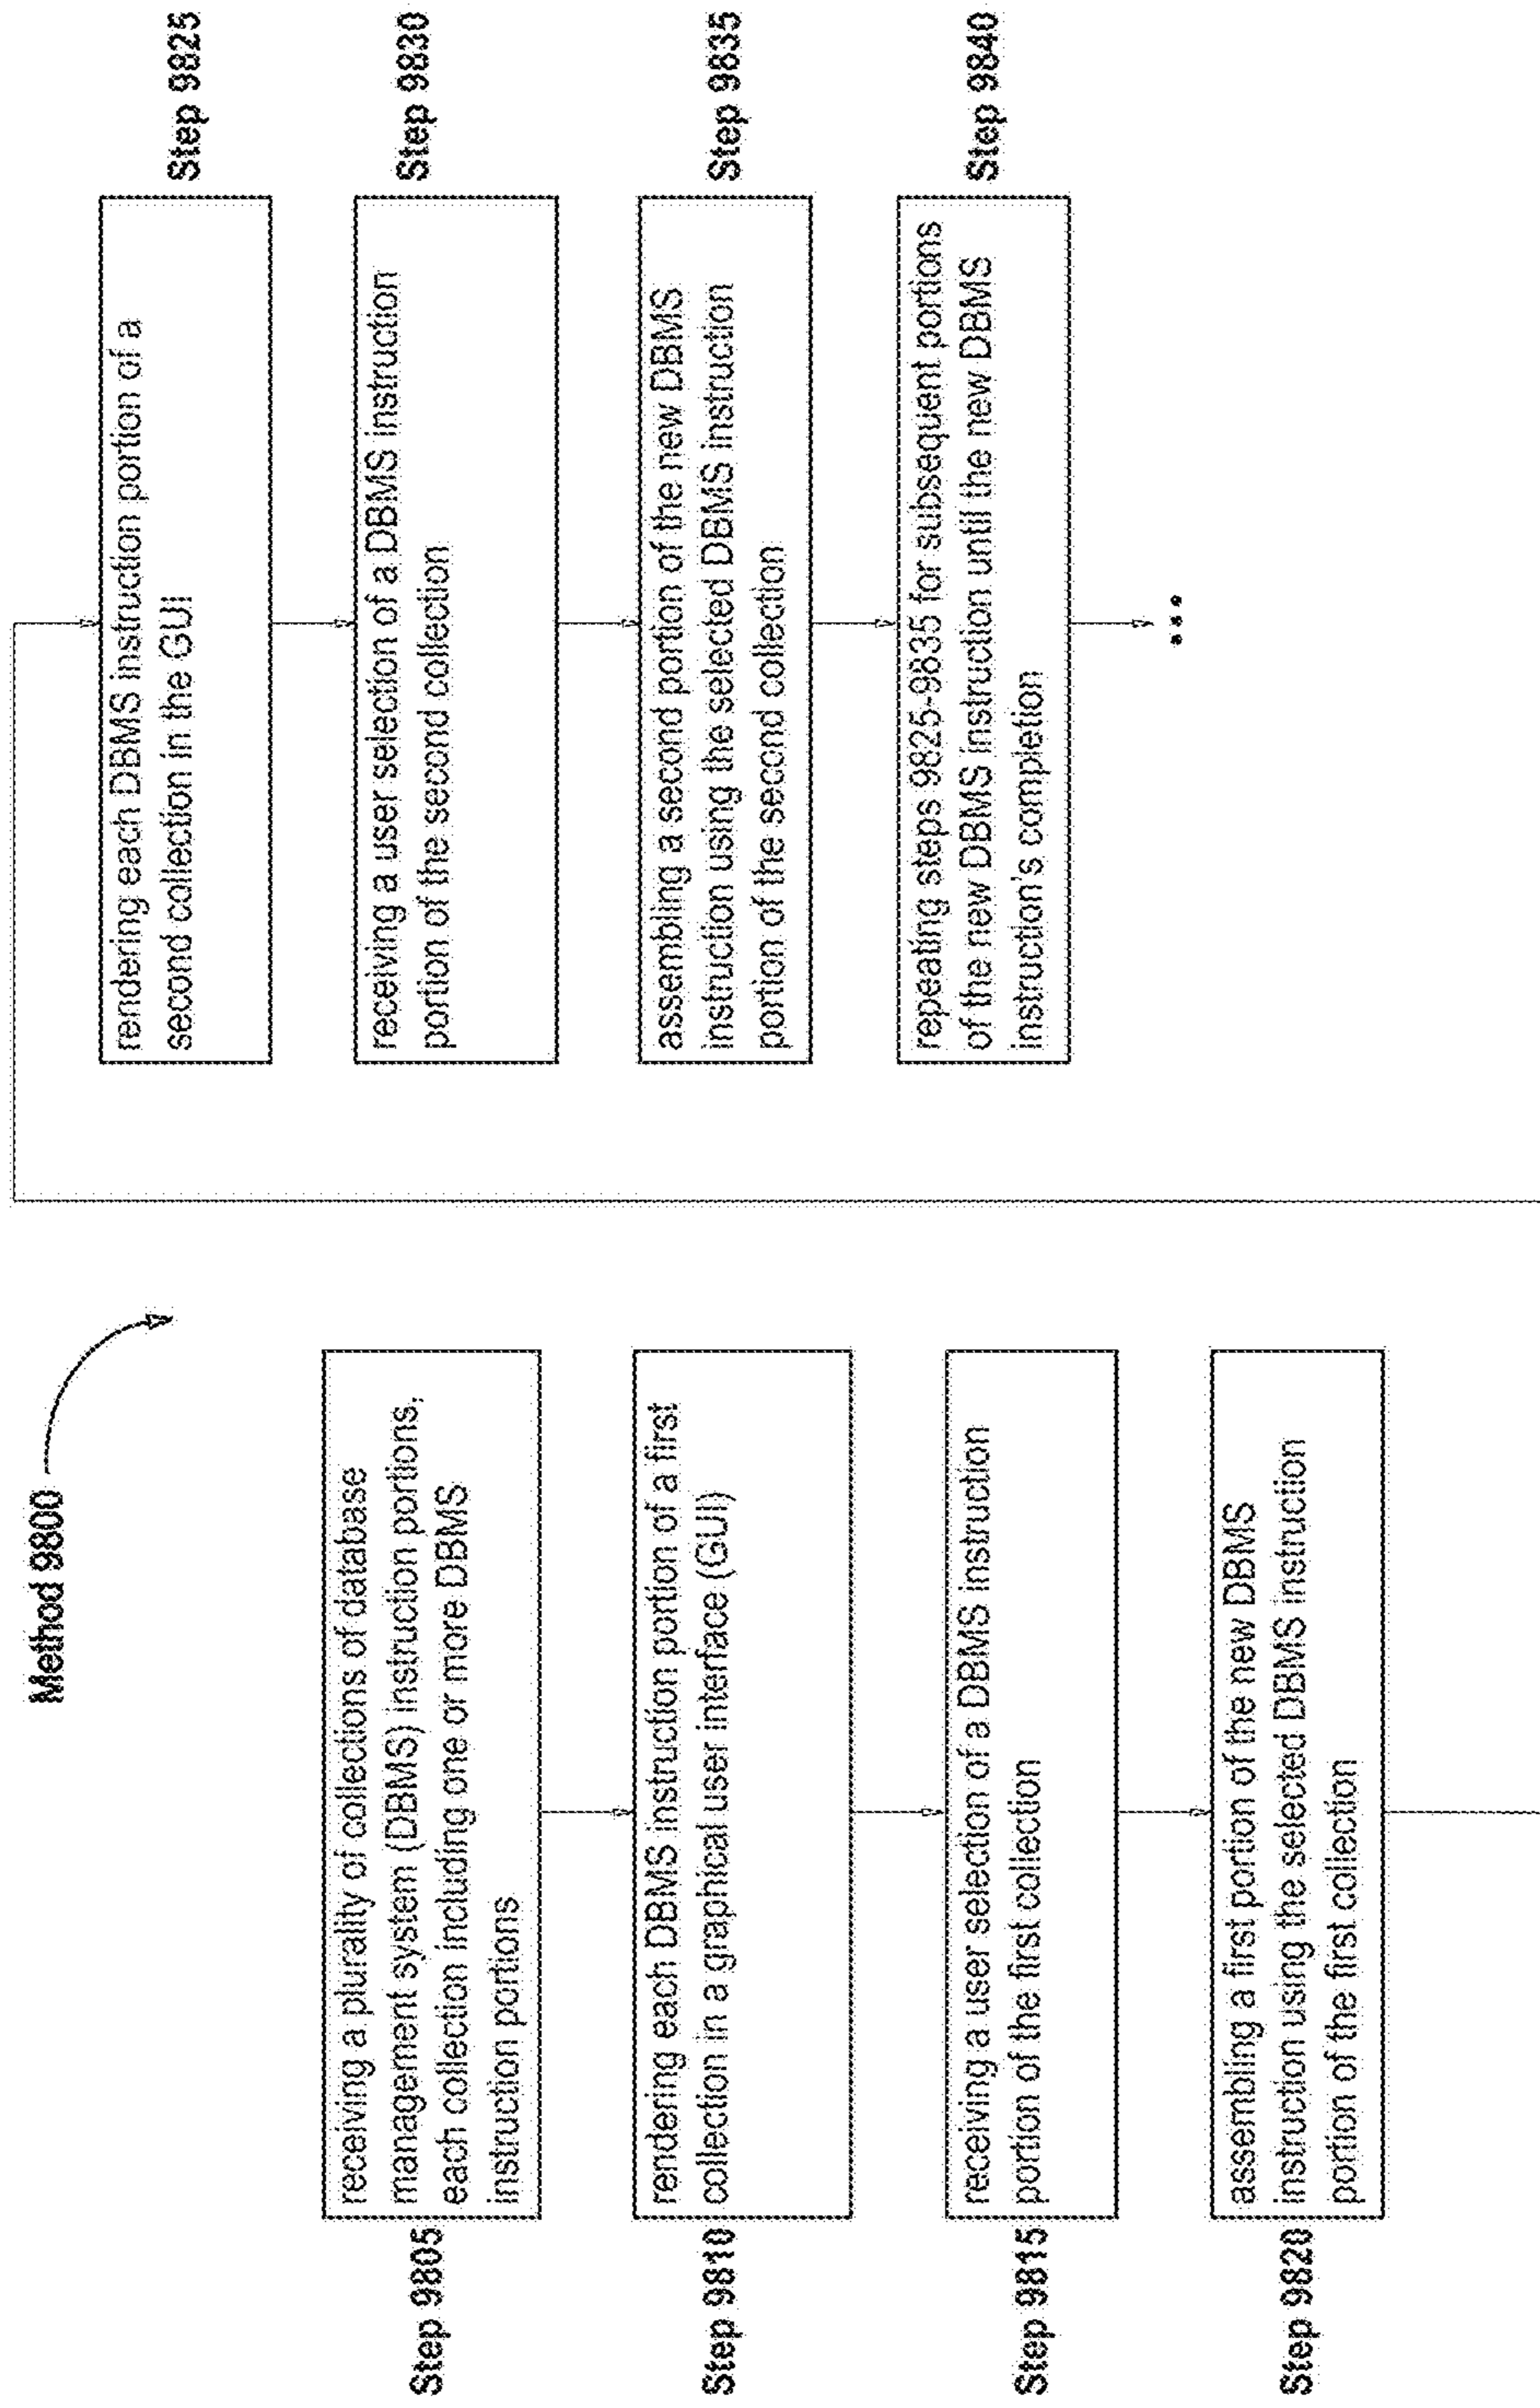 Method 9800
Step 9805
receiving a plurality of collections of database
management system (DBMS) instruction portions,
each collection including one or more DBMS
instruction portions
Step 9810
rendering each DBMS instruction portion of a first
collection in a graphical user interface (GUI)
Step 9815
receiving a user selection of a DBMS instruction
portion of the first collection
Step 9820
assembling a first portion of the new DBMS
instruction using the selected DBMS instruction
portion of the first collection
rendering each DBMS instruction portion of a
second collection in the GUI
Step 9825
receiving a user selection of a DBMS instruction
portion of the second collection
Step 9830
assembling a second portion of the new DBMS
instruction using the selected DBMS instruction
portion of the second collection
Step 9835
repeating steps 9825-9835 for subsequent portions
of the new DBMS instruction until the new DBMS
instruction's completion
Step 9840
...